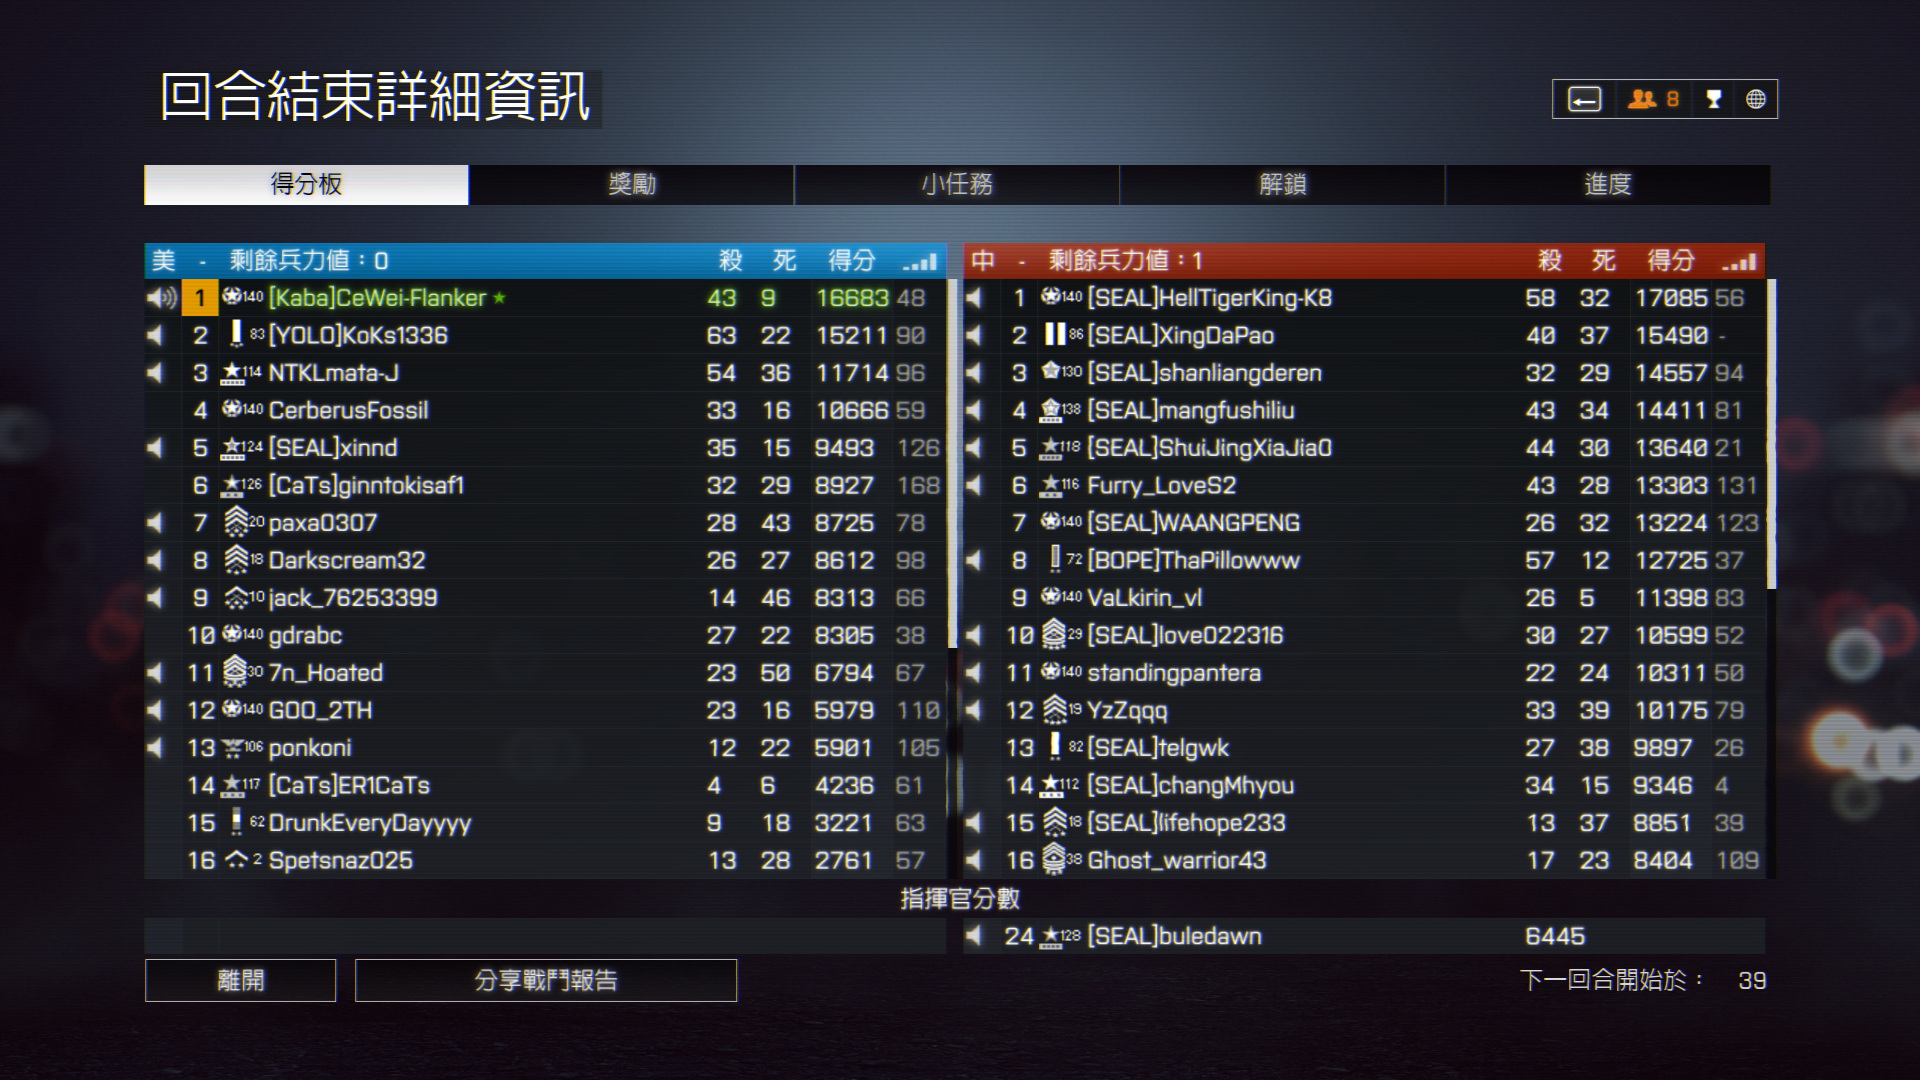 回合結束詳細資訊
8
得分板 獎勵 小任務 解鎖 進度
美 - 剩餘兵力值：0 殺 死 得分
1 140 [Kaba]CeWei-Flanker 43 9 16683 48
2 83 [YOLO]KoKs1336 63 22 15211 90
3 114 NTKLmata-J 54 36 11714 96
4 140 CerberusFossil 33 16 10666 59
5 124 [SEAL]xinnd 35 15 9493 126
6 126 [CaTs]ginntokisaf1 32 29 8927 168
7 20 paxa0307 28 43 8725 78
8 18 Darkscream32 26 27 8612 98
9 10 jack_76253399 14 46 8313 66
10 140 gdrabc 27 22 8305 38
11 30 7n_Hoated 23 50 6794 67
12 140 GOO_2TH 23 16 5979 110
13 106 ponkoni 12 22 5901 105
14 117 [CaTs]ER1CaTs 4 6 4236 61
15 62 DrunkEveryDayyyy 9 18 3221 63
16 2 Spetsnaz025 13 28 2761 57
中 - 剩餘兵力值：1 殺 死 得分
1 140 [SEAL]HellTigerKing-K8 58 32 17085 56
2 86 [SEAL]XingDaPao 40 37 15490 -
3 130 [SEAL]shanliangderen 32 29 14557 94
4 138 [SEAL]mangfushiliu 43 34 14411 81
5 118 [SEAL]ShuiJingXiaJia0 44 30 13640 21
6 116 Furry_LoveS2 43 28 13303 131
7 140 [SEAL]WAANGPENG 26 32 13224 123
8 72 [BOPE]ThaPillowww 57 12 12725 37
9 140 VaLkirin_vl 26 5 11398 83
10 29 [SEAL]love022316 30 27 10599 52
11 140 standingpantera 22 24 10311 50
12 19 YzZqqq 33 39 10175 79
13 82 [SEAL]telgwk 27 38 9897 26
14 112 [SEAL]changMhyou 34 15 9346 4
15 18 [SEAL]lifehope233 13 37 8851 39
16 38 Ghost_warrior43 17 23 8404 109
指揮官分數
24 128 [SEAL]buledawn 6445
離開 分享戰鬥報告 下一回合開始於： 39